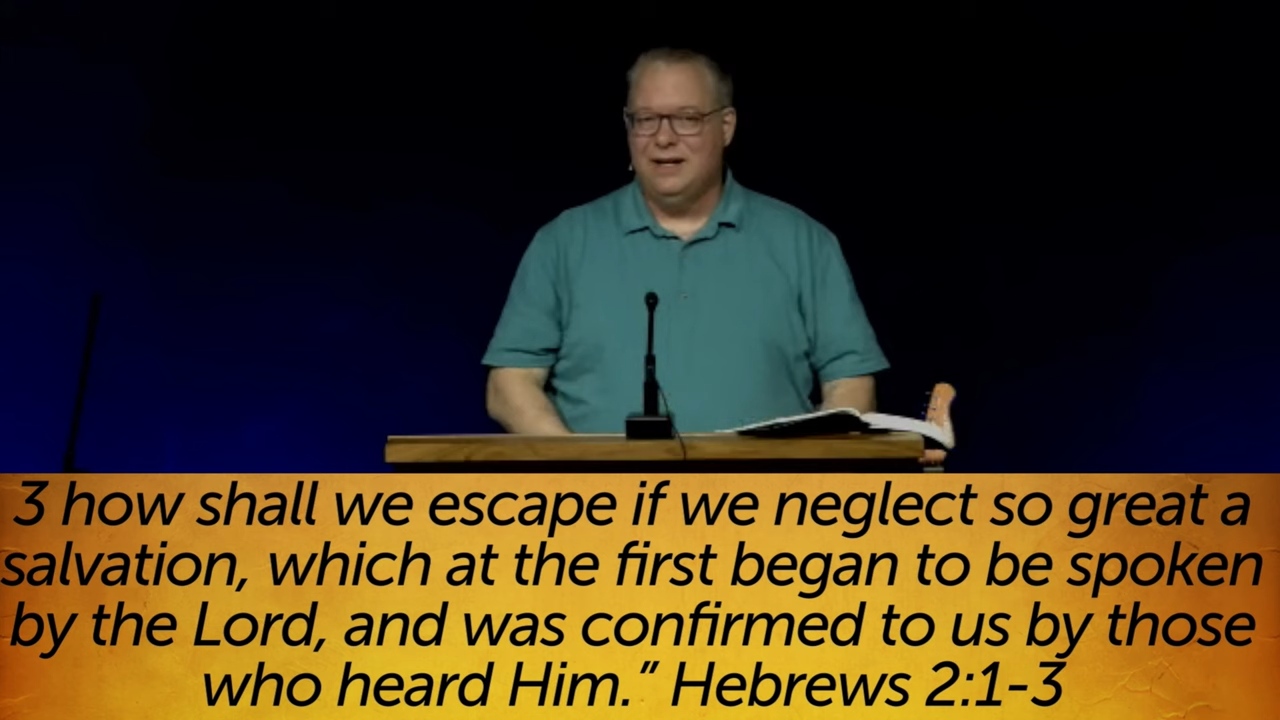 3 how shall we escape if we neglect so great a
salvation, which at the first began to be spoken
by the Lord, and was confirmed to us by those
who heard Him.” Hebrews 2:1-3